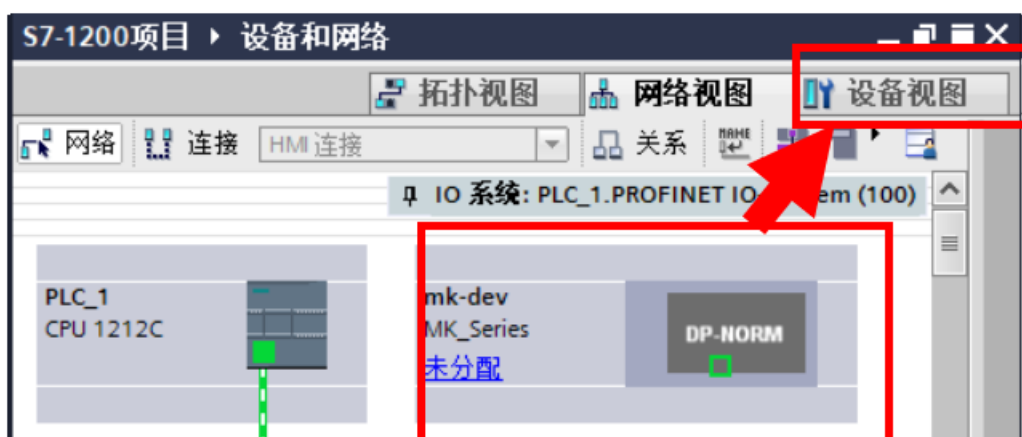 S7-1200项目 ▸ 设备和网络
拓扑视图 网络视图 设备视图
网络 连接 HMI 连接 关系 NAME
IO 系统: PLC_1.PROFINET IO em (100)
PLC_1
CPU 1212C
mk-dev
MK_Series
未分配
DP-NORM